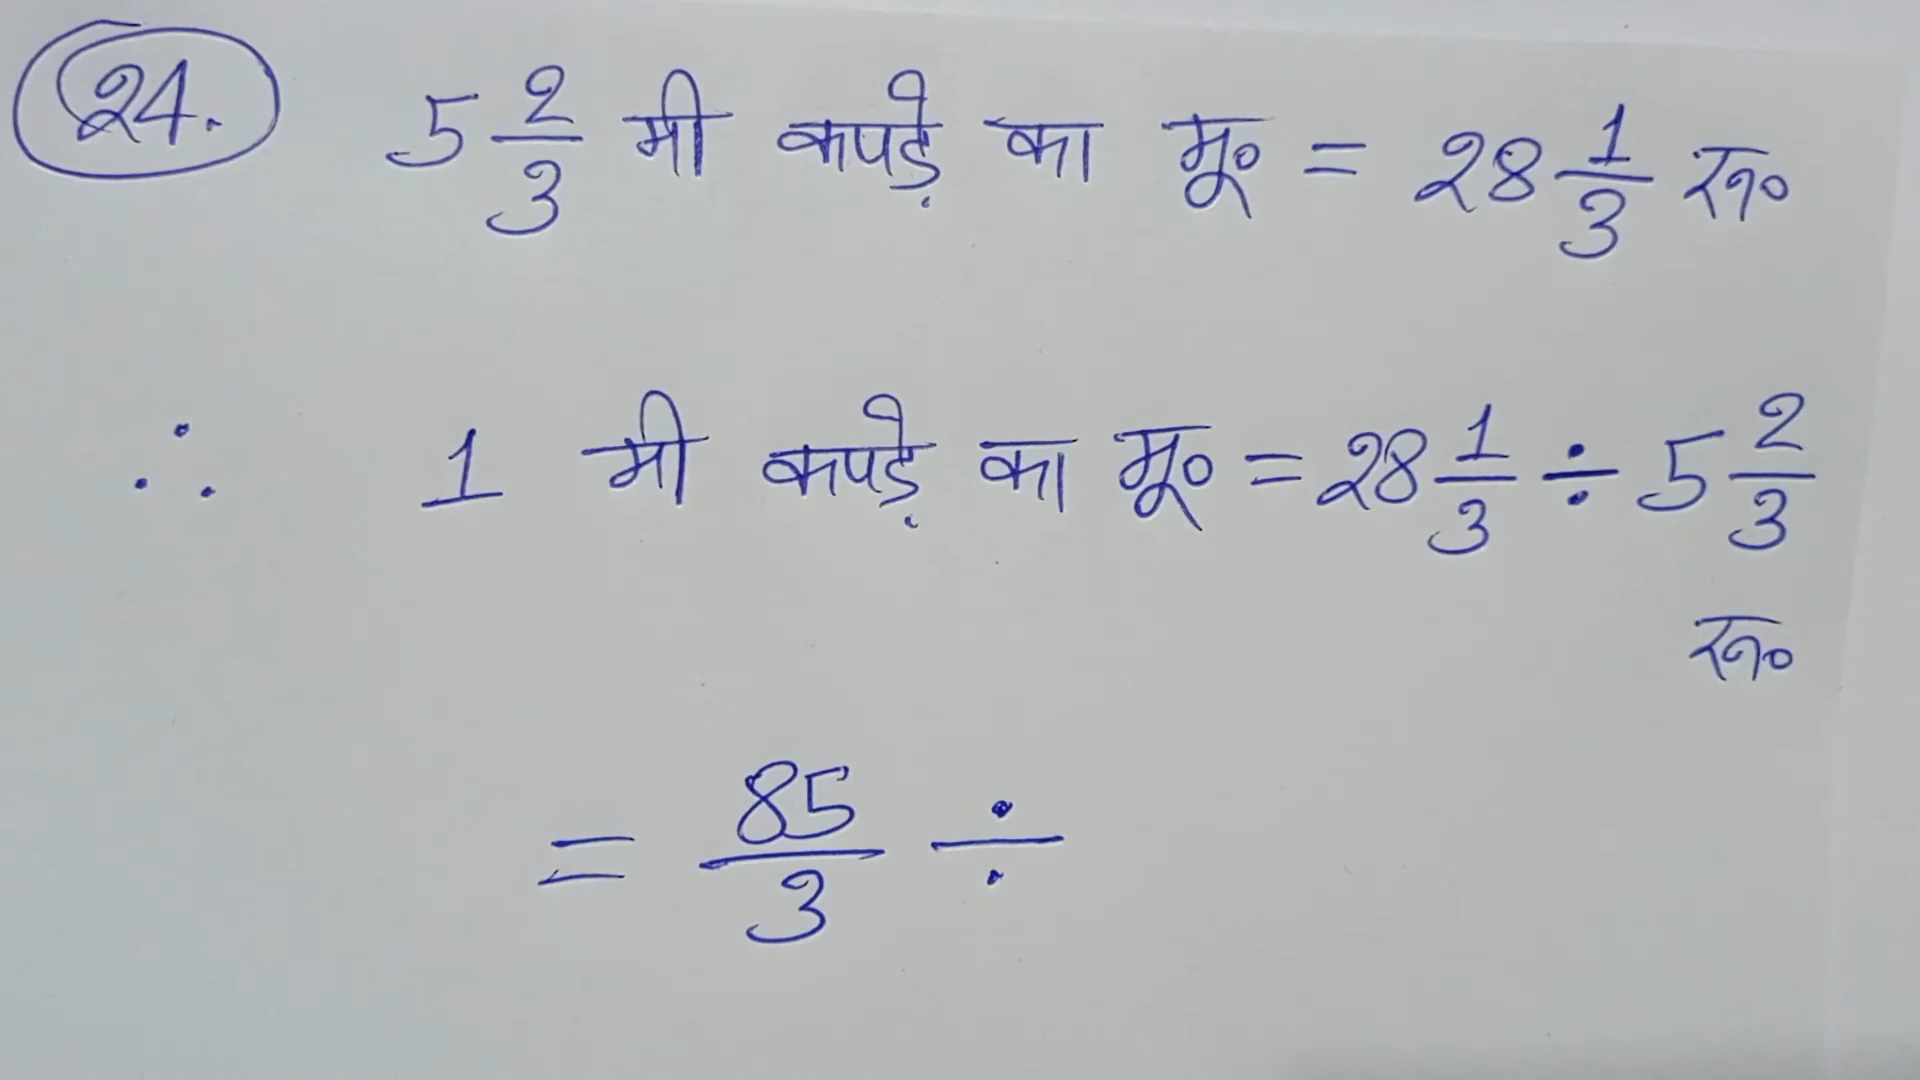 24. 5 2/3 मी कपड़े का मू० = 28 1/3 रु०
∴ 1 मी कपड़े का मू० = 28 1/3 ÷ 5 2/3
रु०
= 85/3 ÷